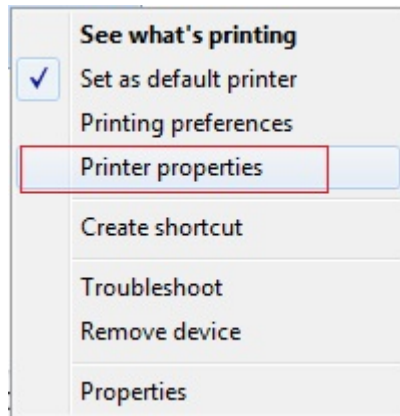 See what's printing
Set as default printer
Printing preferences
Printer properties
Create shortcut
Troubleshoot
Remove device
Properties